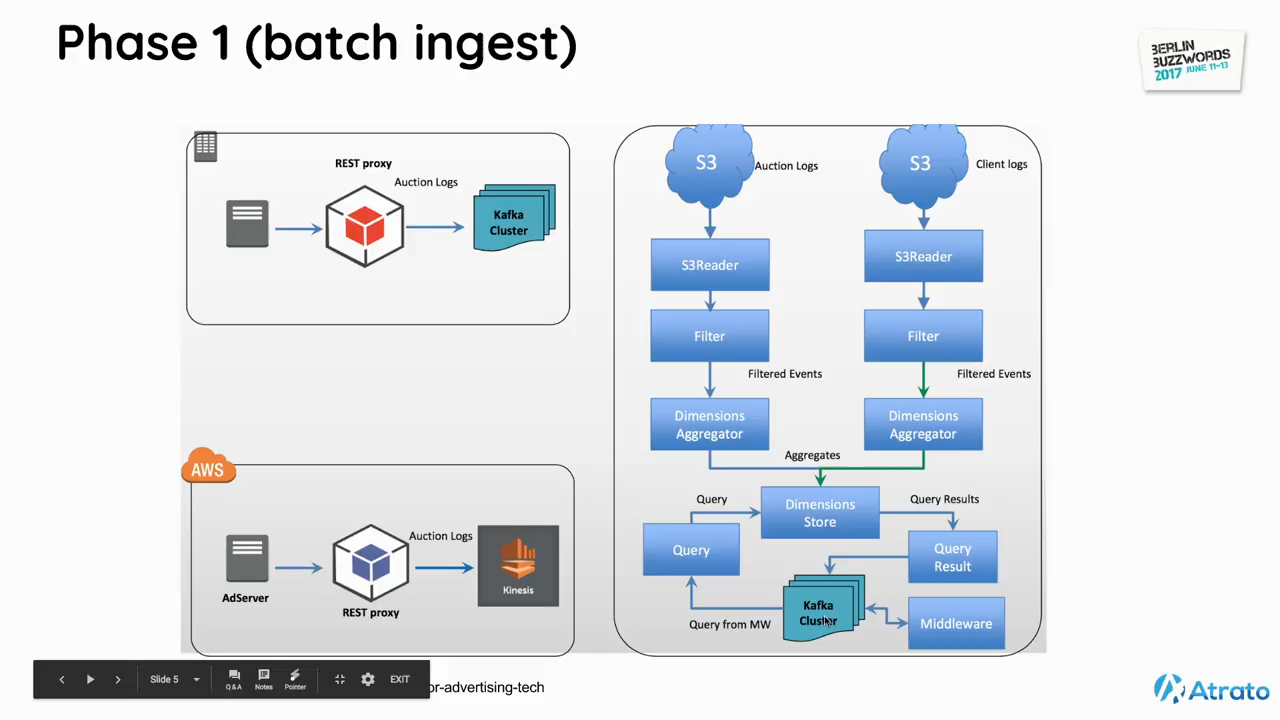 Phase 1 (batch ingest)
BERLIN
BUZZWORDS
2017 JUNE 11-13
REST proxy
Auction Logs
Kafka
Cluster
AWS
AdServer
REST proxy
Auction Logs
Kinesis
S3
Auction Logs
S3
Client logs
S3Reader
S3Reader
Filter
Filter
Filtered Events
Filtered Events
Dimensions
Aggregator
Dimensions
Aggregator
Aggregates
Query
Dimensions
Store
Query Results
Query
Query
Result
Kafka
Cluster
Query from MW
Middleware
Slide 5
Q&A
Notes
Pointer
EXIT
or-advertising-tech
Atrato